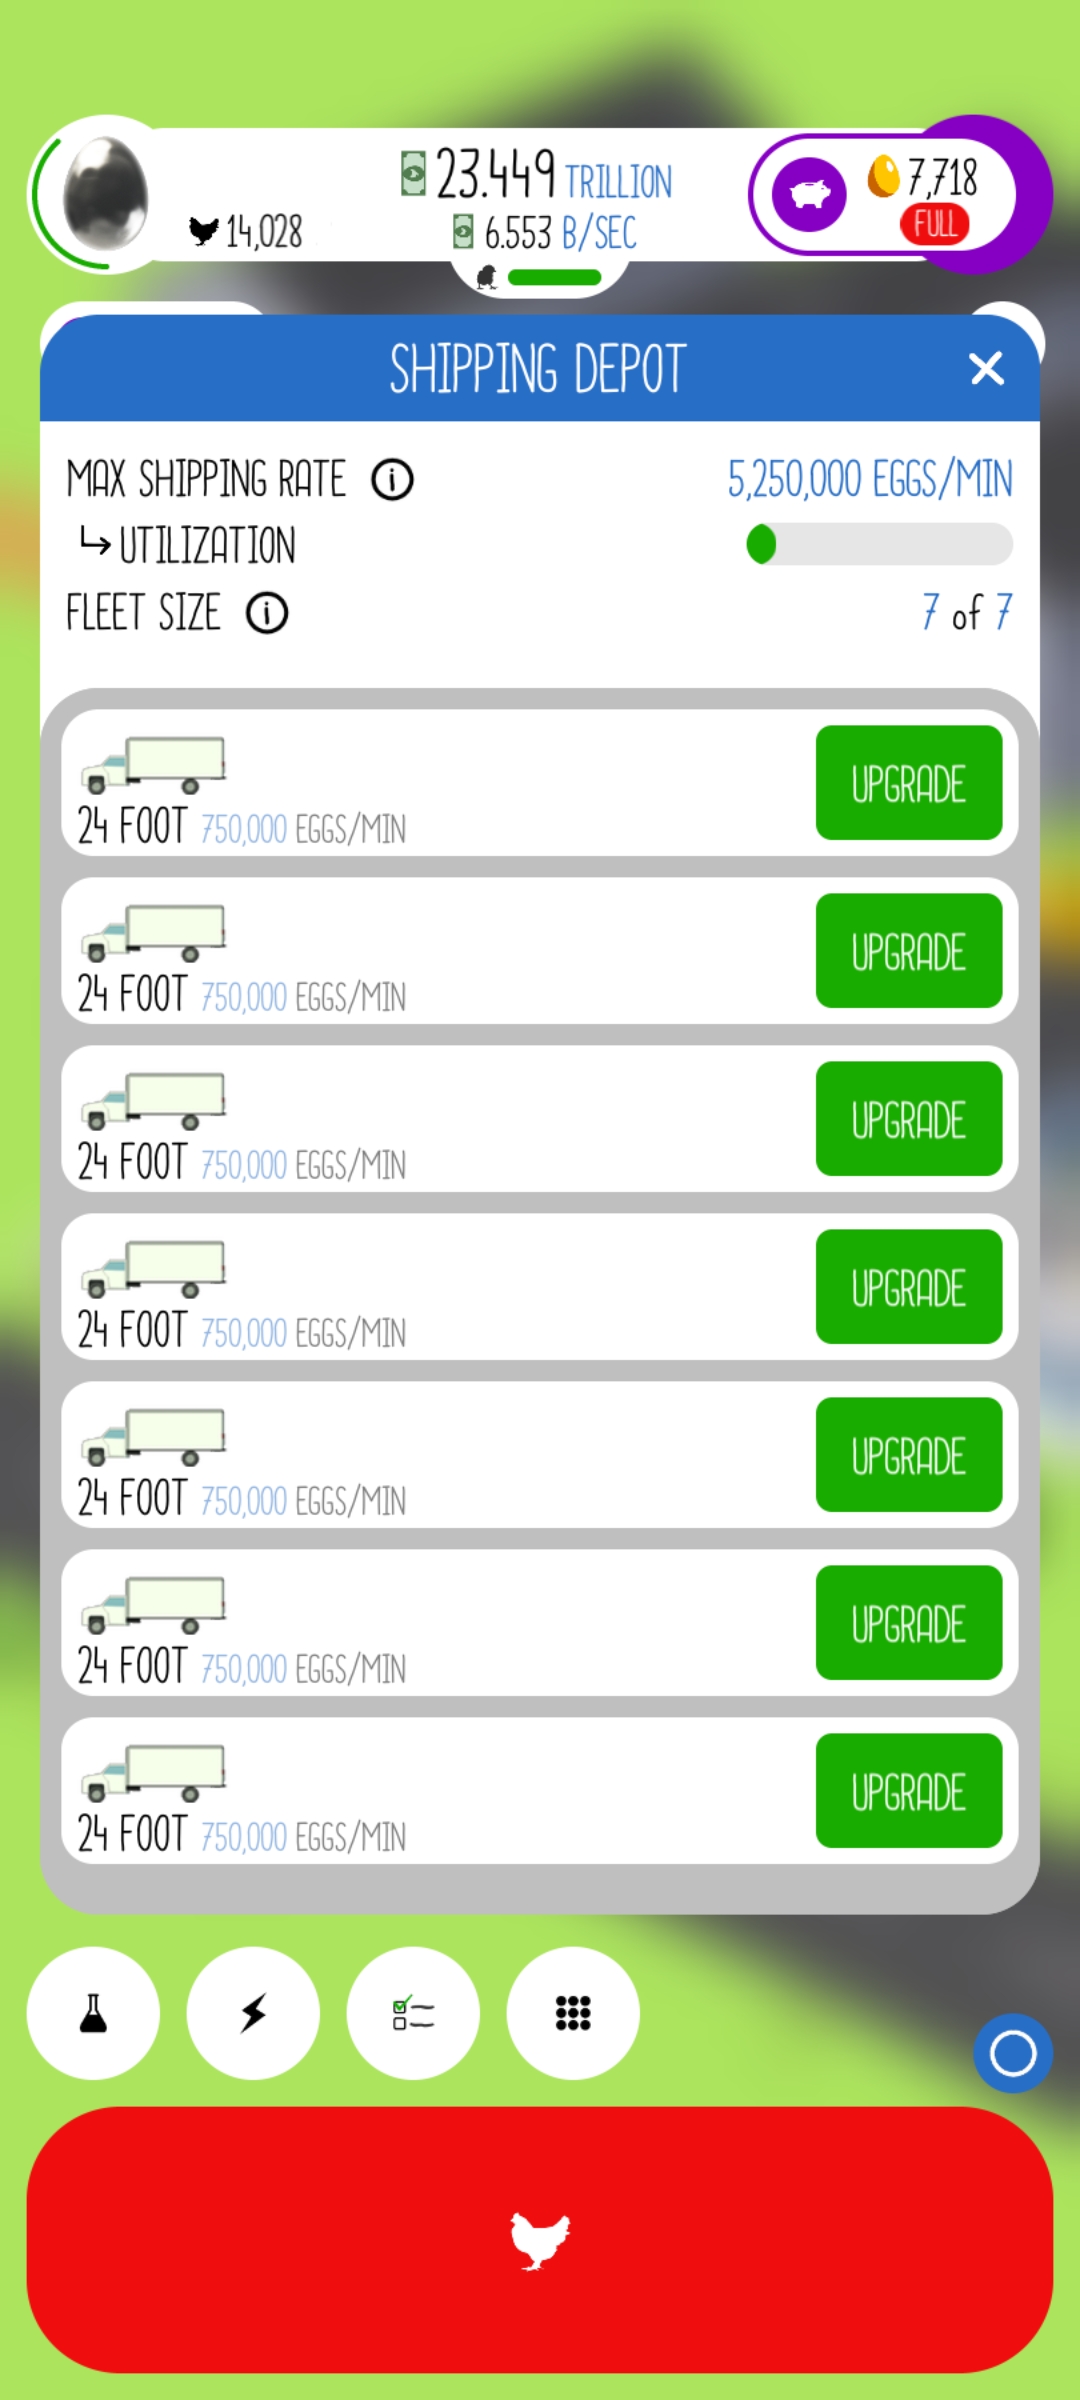 23.449 TRILLION
7,718
14,028
6.553 B/SEC
FULL
SHIPPING DEPOT
MAX SHIPPING RATE 5,250,000 EGGS/MIN
UTILIZATION
FLEET SIZE 7 of 7
UPGRADE
24 FOOT 750,000 EGGS/MIN
UPGRADE
24 FOOT 750,000 EGGS/MIN
UPGRADE
24 FOOT 750,000 EGGS/MIN
UPGRADE
24 FOOT 750,000 EGGS/MIN
UPGRADE
24 FOOT 750,000 EGGS/MIN
UPGRADE
24 FOOT 750,000 EGGS/MIN
UPGRADE
24 FOOT 750,000 EGGS/MIN